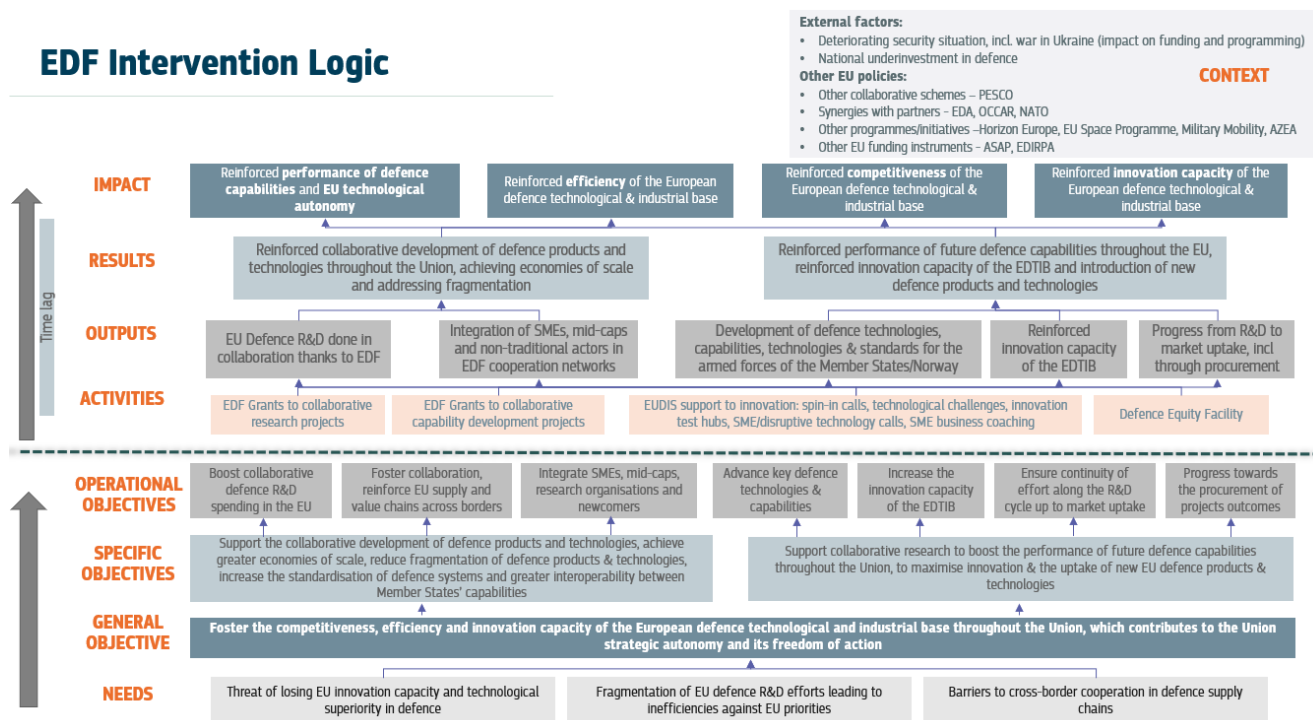 EDF Intervention Logic
External factors:
• Deteriorating security situation, incl. war in Ukraine (impact on funding and programming)
• National underinvestment in defence
Other EU policies:
• Other collaborative schemes – PESCO
• Synergies with partners - EDA, OCCAR, NATO
• Other programmes/initiatives –Horizon Europe, EU Space Programme, Military Mobility, AZEA
• Other EU funding instruments - ASAP, EDIRPA
CONTEXT
IMPACT
Reinforced performance of defence
capabilities and EU technological
autonomy
Reinforced efficiency of the European
defence technological & industrial base
Reinforced competitiveness of the
European defence technological &
industrial base
Reinforced innovation capacity of the
European defence technological &
industrial base
Time lag
RESULTS
Reinforced collaborative development of defence products and
technologies throughout the Union, achieving economies of scale
and addressing fragmentation
Reinforced performance of future defence capabilities throughout the EU,
reinforced innovation capacity of the EDTIB and introduction of new
defence products and technologies
OUTPUTS
EU Defence R&D done in
collaboration thanks to EDF
Integration of SMEs, mid-caps
and non-traditional actors in
EDF cooperation networks
Development of defence technologies,
capabilities, technologies & standards for the
armed forces of the Member States/Norway
Reinforced
innovation capacity
of the EDTIB
Progress from R&D to
market uptake, incl
through procurement
ACTIVITIES
EDF Grants to collaborative
research projects
EDF Grants to collaborative
capability development projects
EUDIS support to innovation: spin-in calls, technological challenges, innovation
test hubs, SME/disruptive technology calls, SME business coaching
Defence Equity Facility
OPERATIONAL
OBJECTIVES
Boost collaborative
defence R&D
spending in the EU
Foster collaboration,
reinforce EU supply and
value chains across borders
Integrate SMEs, mid-caps,
research organisations and
newcomers
Advance key defence
technologies &
capabilities
Increase the
innovation capacity
of the EDTIB
Ensure continuity of
effort along the R&D
cycle up to market uptake
Progress towards
the procurement of
projects outcomes
SPECIFIC
OBJECTIVES
Support the collaborative development of defence products and technologies, achieve
greater economies of scale, reduce fragmentation of defence products & technologies,
increase the standardisation of defence systems and greater interoperability between
Member States' capabilities
Support collaborative research to boost the performance of future defence capabilities
throughout the Union, to maximise innovation & the uptake of new EU defence products &
technologies
GENERAL
OBJECTIVE
Foster the competitiveness, efficiency and innovation capacity of the European defence technological and industrial base throughout the Union, which contributes to the Union
strategic autonomy and its freedom of action
NEEDS
Threat of losing EU innovation capacity and technological
superiority in defence
Fragmentation of EU defence R&D efforts leading to
inefficiencies against EU priorities
Barriers to cross-border cooperation in defence supply
chains